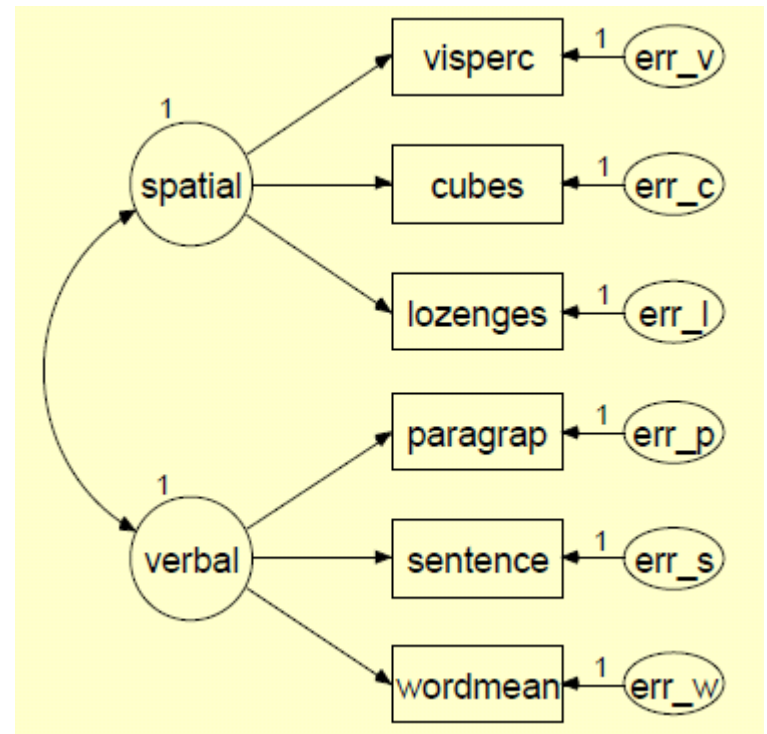 visperc
1
err_v
1
spatial
cubes
1
err_c
lozenges
1
err_l
paragrap
1
err_p
1
verbal
sentence
1
err_s
wordmean
1
err_w